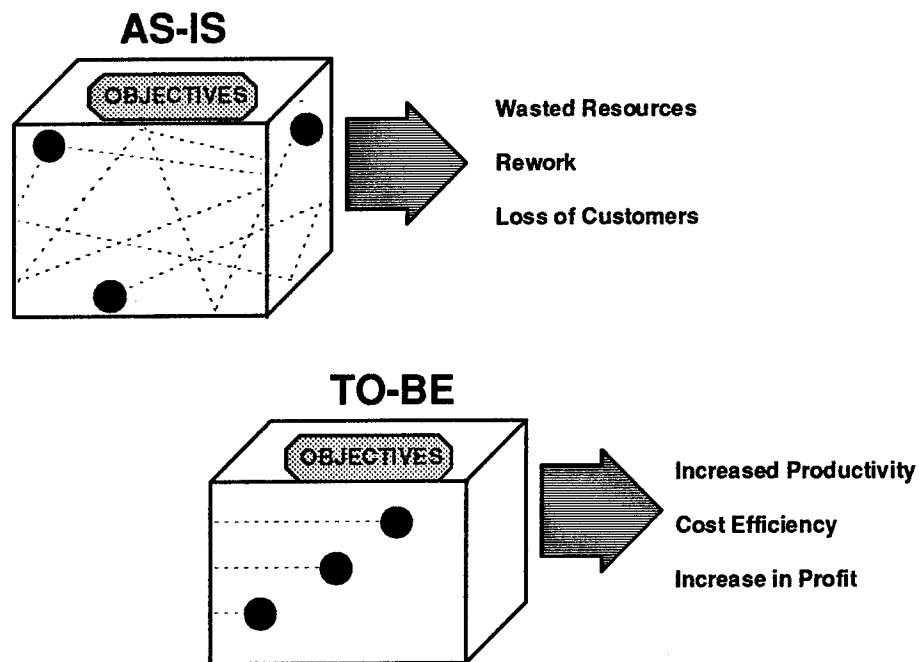 AS-IS
OBJECTIVES
Wasted Resources
Rework
Loss of Customers
TO-BE
OBJECTIVES
Increased Productivity
Cost Efficiency
Increase in Profit